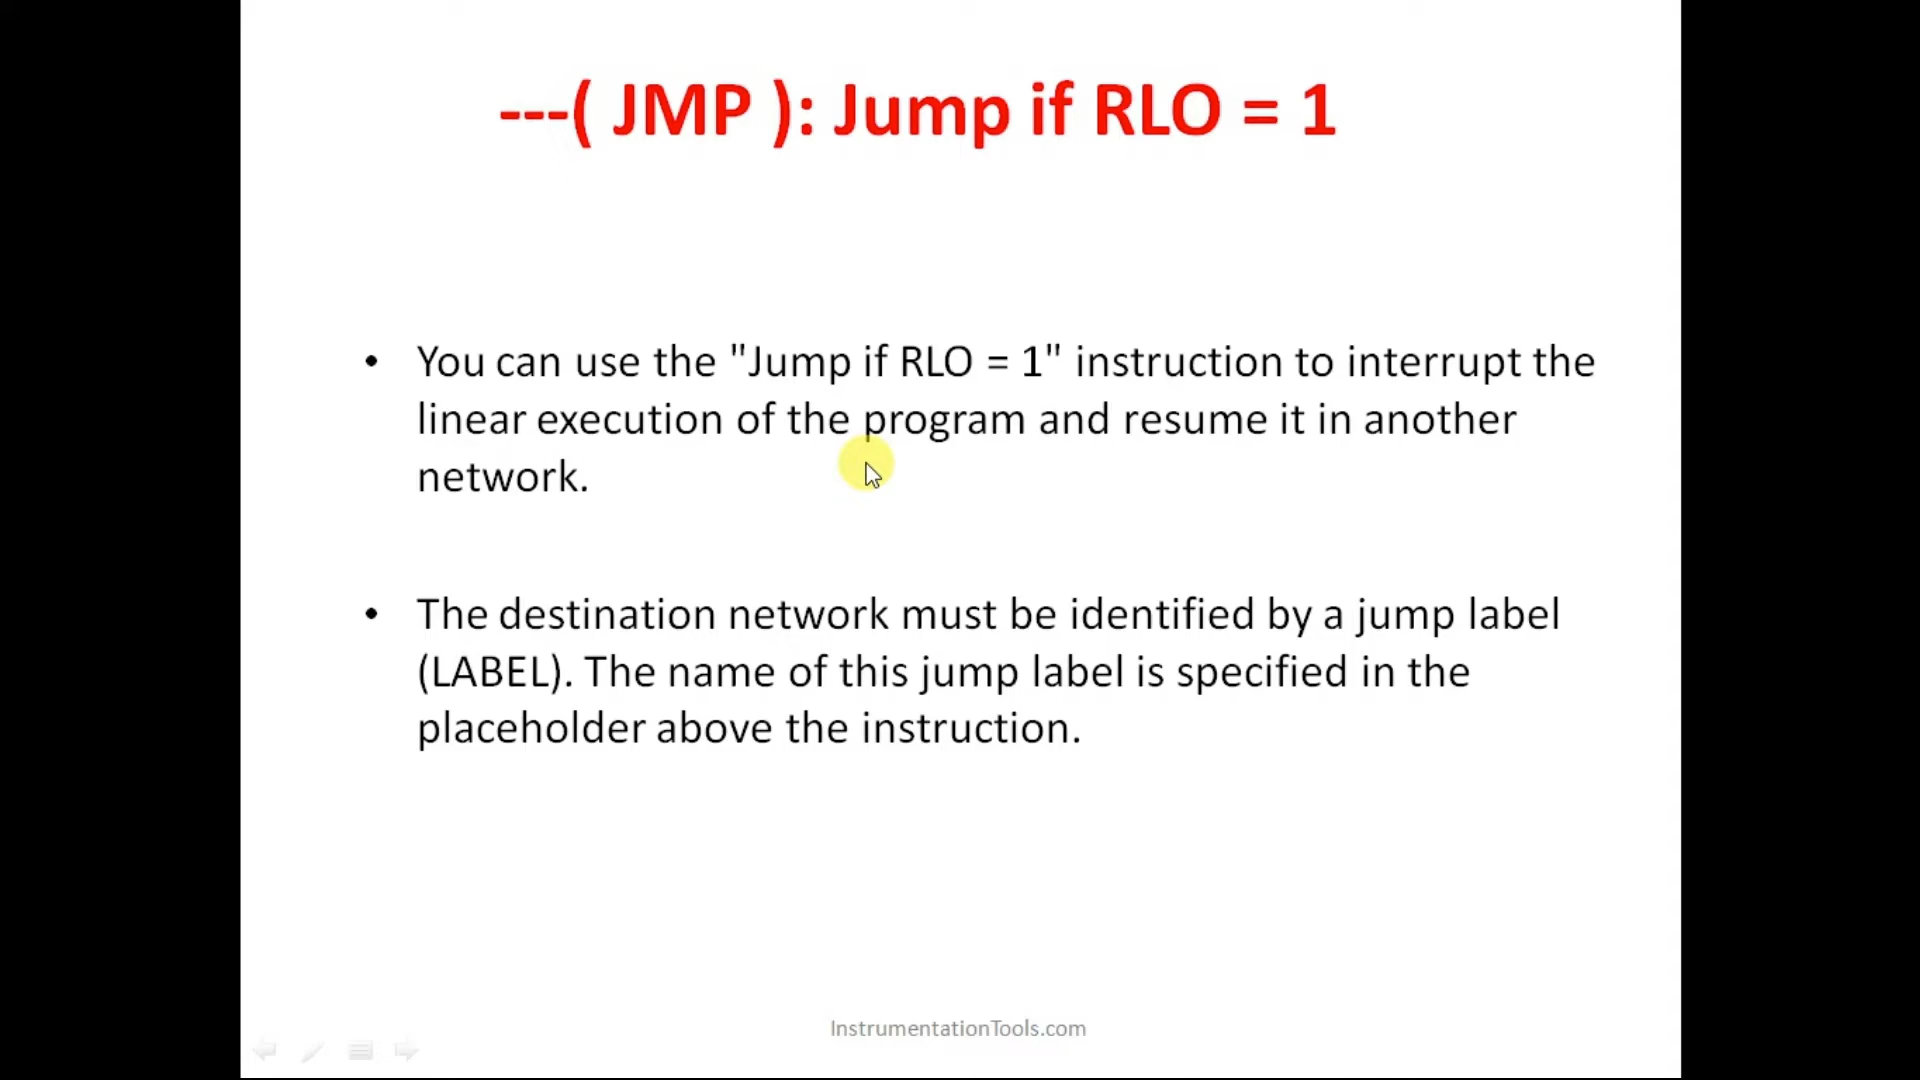 ---( JMP ): Jump if RLO = 1
• You can use the "Jump if RLO = 1" instruction to interrupt the
linear execution of the program and resume it in another
network.
• The destination network must be identified by a jump label
(LABEL). The name of this jump label is specified in the
placeholder above the instruction.
InstrumentationTools.com